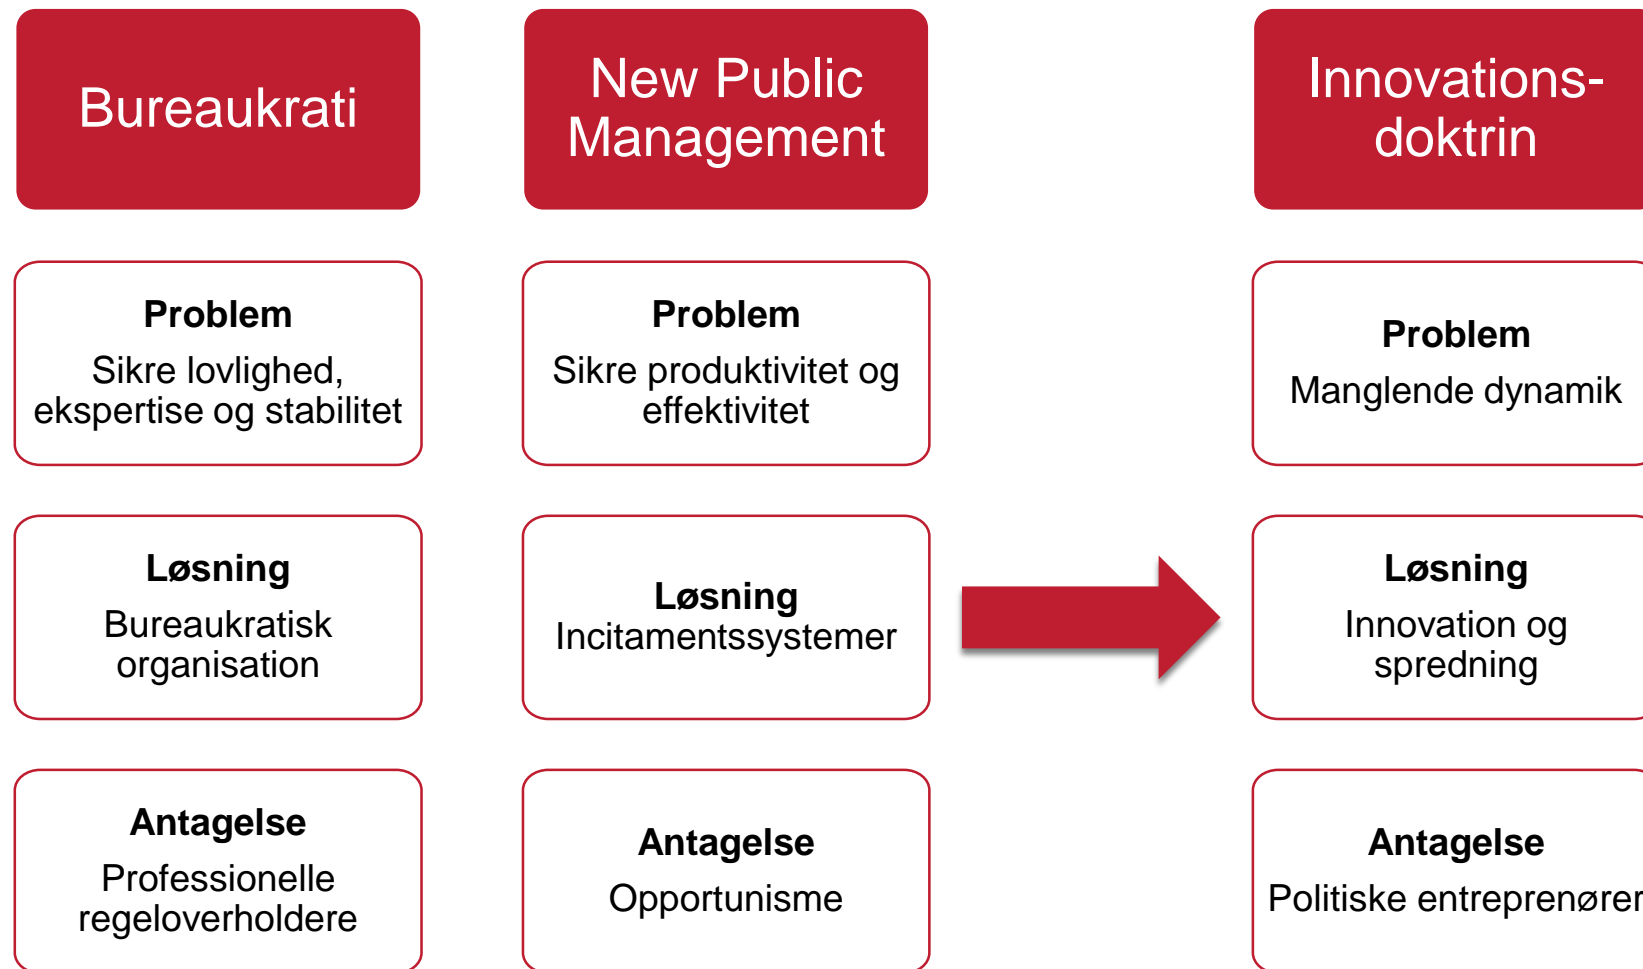 Bureaukrati
New Public
Management
Innovations-
doktrin
Problem
Sikre lovlighed,
ekspertise og stabilitet
Problem
Sikre produktivitet og
effektivitet
Problem
Manglende dynamik
Løsning
Bureaukratisk
organisation
Løsning
Incitamentssystemer
Løsning
Innovation og
spredning
Antagelse
Professionelle
regeloverholdere
Antagelse
Opportunisme
Antagelse
Politiske entreprenører